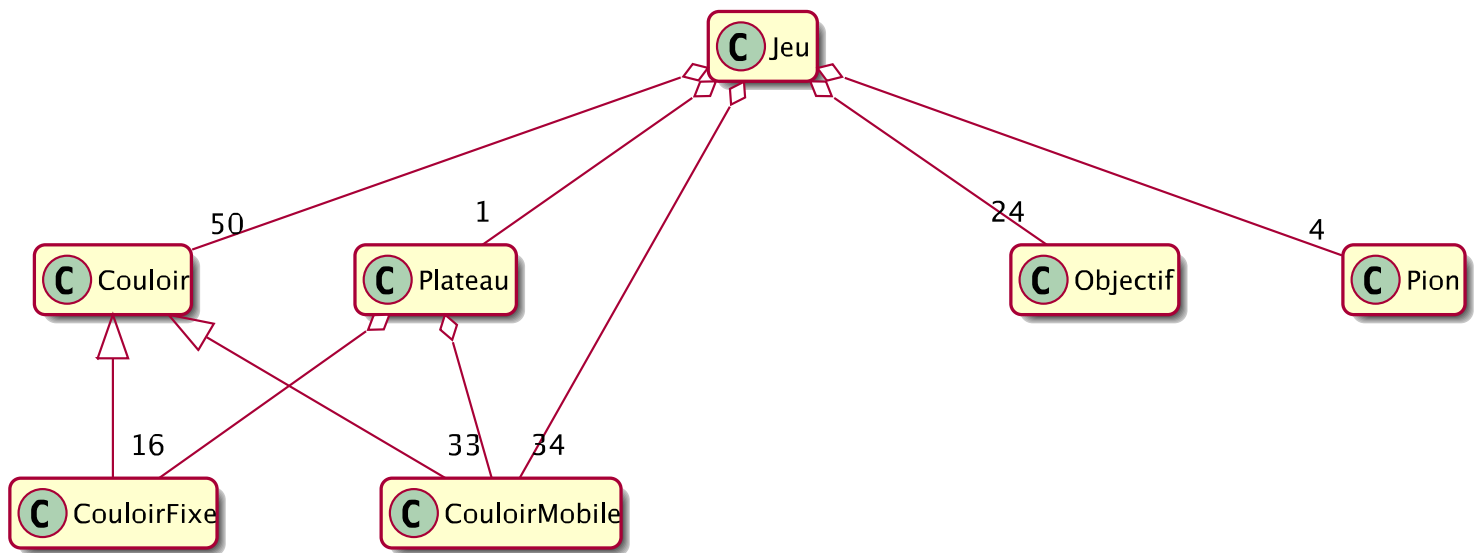 C Jeu
50
1
24
4
C Couloir
C Plateau
C Objectif
C Pion
16
33
34
C CouloirFixe
C CouloirMobile